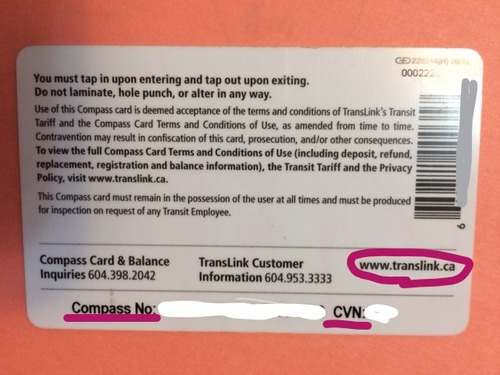 You must tap in upon entering and tap out upon exiting.
Do not laminate, hole punch, or alter in any way.
Use of this Compass card is deemed acceptance of the terms and conditions of TransLink's Transit
Tariff and the Compass Card Terms and Conditions of Use, as amended from time to time.
Contravention may result in confiscation of this card, prosecution, and/or other consequences.
To view the full Compass Card Terms and Conditions of Use (including deposit, refund,
replacement, registration and balance information), the Transit Tariff and the Privacy
Policy, visit www.translink.ca.
This Compass card must remain in the possession of the user at all times and must be produced
for inspection on request of any Transit Employee.
Compass Card & Balance
Inquiries 604.398.2042
TransLink Customer
Information 604.953.3333
www.translink.ca
Compass No:
CVN: